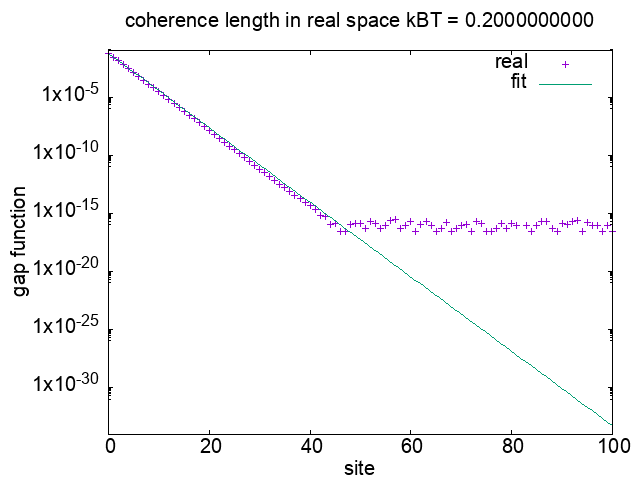 coherence length in real space kBT = 0.2000000000
real
fit
1x10^-5
1x10^-10
1x10^-15
1x10^-20
1x10^-25
1x10^-30
gap function
0 20 40 60 80 100
site